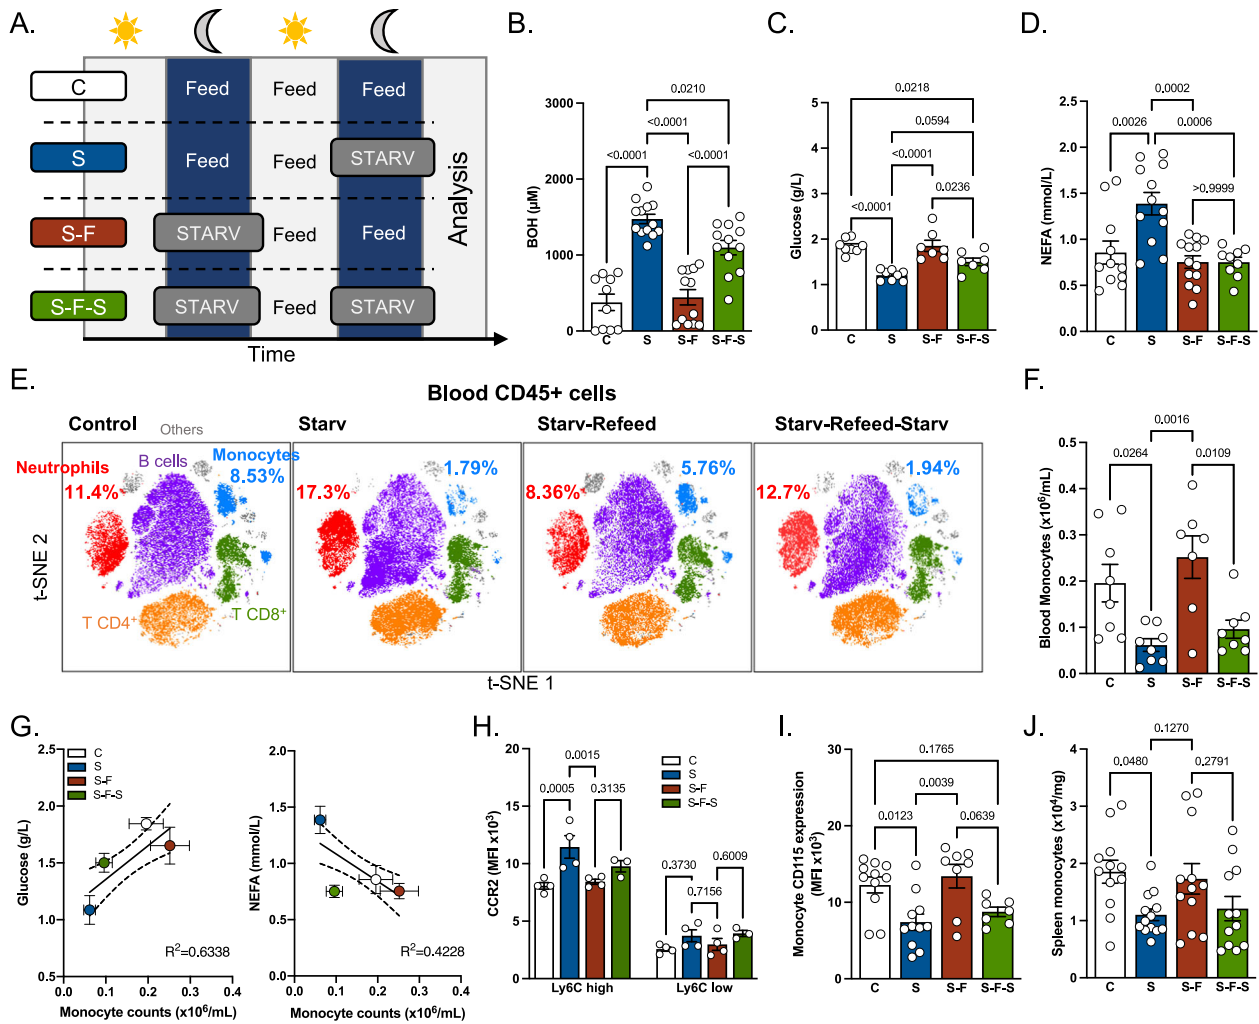 A.
C
Feed
Feed
Feed
S
Feed
Feed
STARV
S-F
STARV
Feed
Feed
S-F-S
STARV
Feed
STARV
Analysis
Time
B.
BOH (µM)
3000
2000
1000
0
0.0210
<0.0001
<0.0001
<0.0001
C
S
S-F
S-F-S
C.
Glucose (g/L)
5
4
3
2
1
0
0.0218
0.0594
<0.0001
0.0236
<0.0001
C
S
S-F
S-F-S
D.
NEFA (mmol/L)
2.5
2.0
1.5
1.0
0.5
0.0
0.0002
0.0026
0.0006
>0.9999
C
S
S-F
S-F-S
E.
Blood CD45+ cells
Control
Starv
Starv-Refeed
Starv-Refeed-Starv
Others
B cells
Neutrophils
11.4%
Monocytes
8.53%
T CD4+
T CD8+
17.3%
1.79%
8.36%
5.76%
12.7%
1.94%
t-SNE 2
t-SNE 1
F.
Blood Monocytes (x10⁶/mL)
0.5
0.4
0.3
0.2
0.1
0.0
0.0016
0.0264
0.0109
C
S
S-F
S-F-S
G.
Glucose (g/L)
2.5
2.0
1.5
1.0
0.5
C
S
S-F
S-F-S
R²=0.6338
0.0
0.1
0.2
0.3
0.4
Monocyte counts (x10⁶/mL)
NEFA (mmol/L)
2.0
1.5
1.0
0.5
0.0
R²=0.4228
0.0
0.1
0.2
0.3
0.4
Monocyte counts (x10⁶/mL)
H.
CCR2 (MFI x10³)
20
15
10
5
0
0.0015
0.0005
0.3135
0.3730
0.6009
0.7156
C
S
S-F
S-F-S
Ly6C high
Ly6C low
I.
Monocyte CD115 expression
(MFI x10³)
30
20
10
0
0.1765
0.0039
0.0123
0.0639
C
S
S-F
S-F-S
J.
Spleen monocytes (x10⁴/mg)
4
3
2
1
0
0.1270
0.0480
0.2791
C
S
S-F
S-F-S